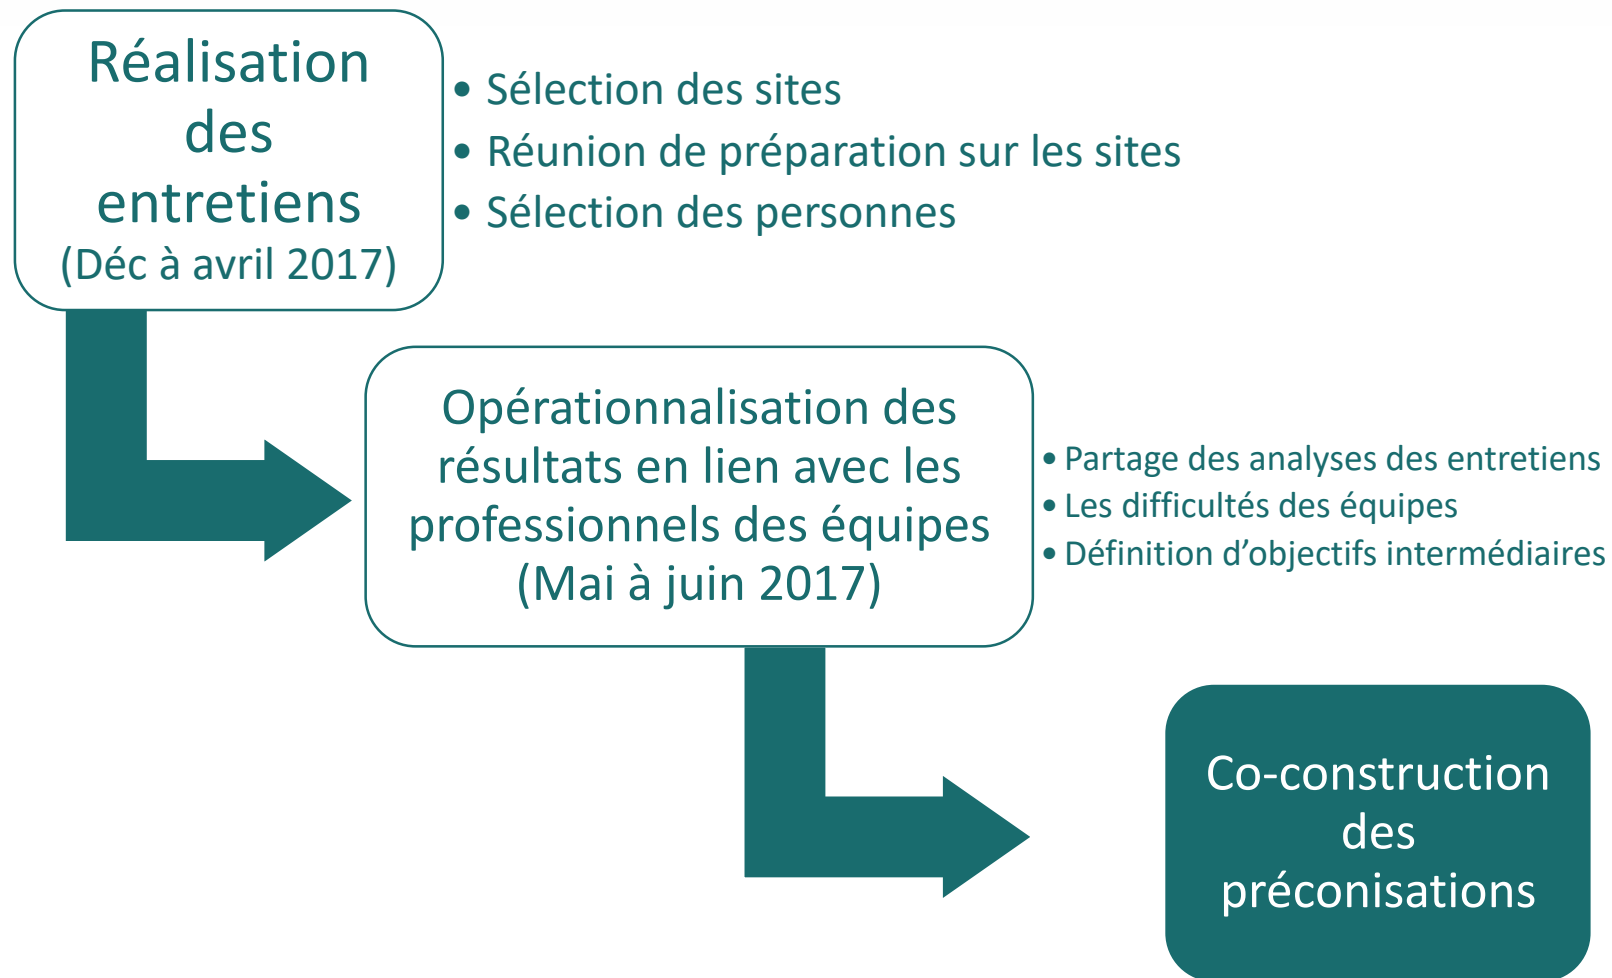 Réalisation
des
entretiens
(Déc à avril 2017)
• Sélection des sites
• Réunion de préparation sur les sites
• Sélection des personnes
Opérationnalisation des
résultats en lien avec les
professionnels des équipes
(Mai à juin 2017)
• Partage des analyses des entretiens
• Les difficultés des équipes
• Définition d’objectifs intermédiaires
Co-construction
des
préconisations